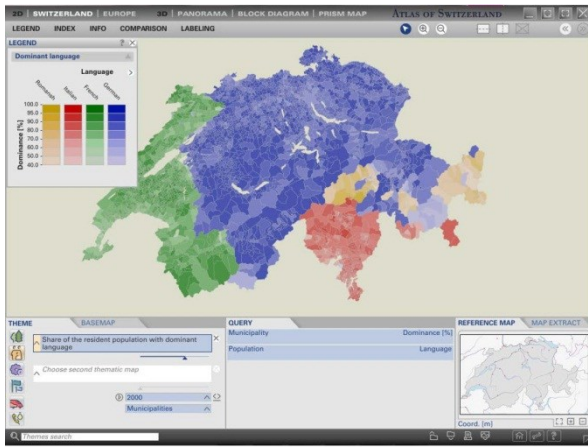 2D | SWITZERLAND | EUROPE 3D | PANORAMA | BLOCK DIAGRAM | PRISM MAP ATLAS OF SWITZERLAND
LEGEND INDEX INFO COMPARISON LABELING
LEGEND ? X
Dominant language
Language >
Romansh Italian French German
Dominance [%]
100.0
90.0
80.0
70.0
60.0
50.0
40.0
THEME BASEMAP
Share of the resident population with dominant
language
Choose second thematic map
2000
Municipalities
QUERY
Municipality Dominance [%]
Population Language
REFERENCE MAP MAP EXTRACT
Coord. [m]
Themes search
?